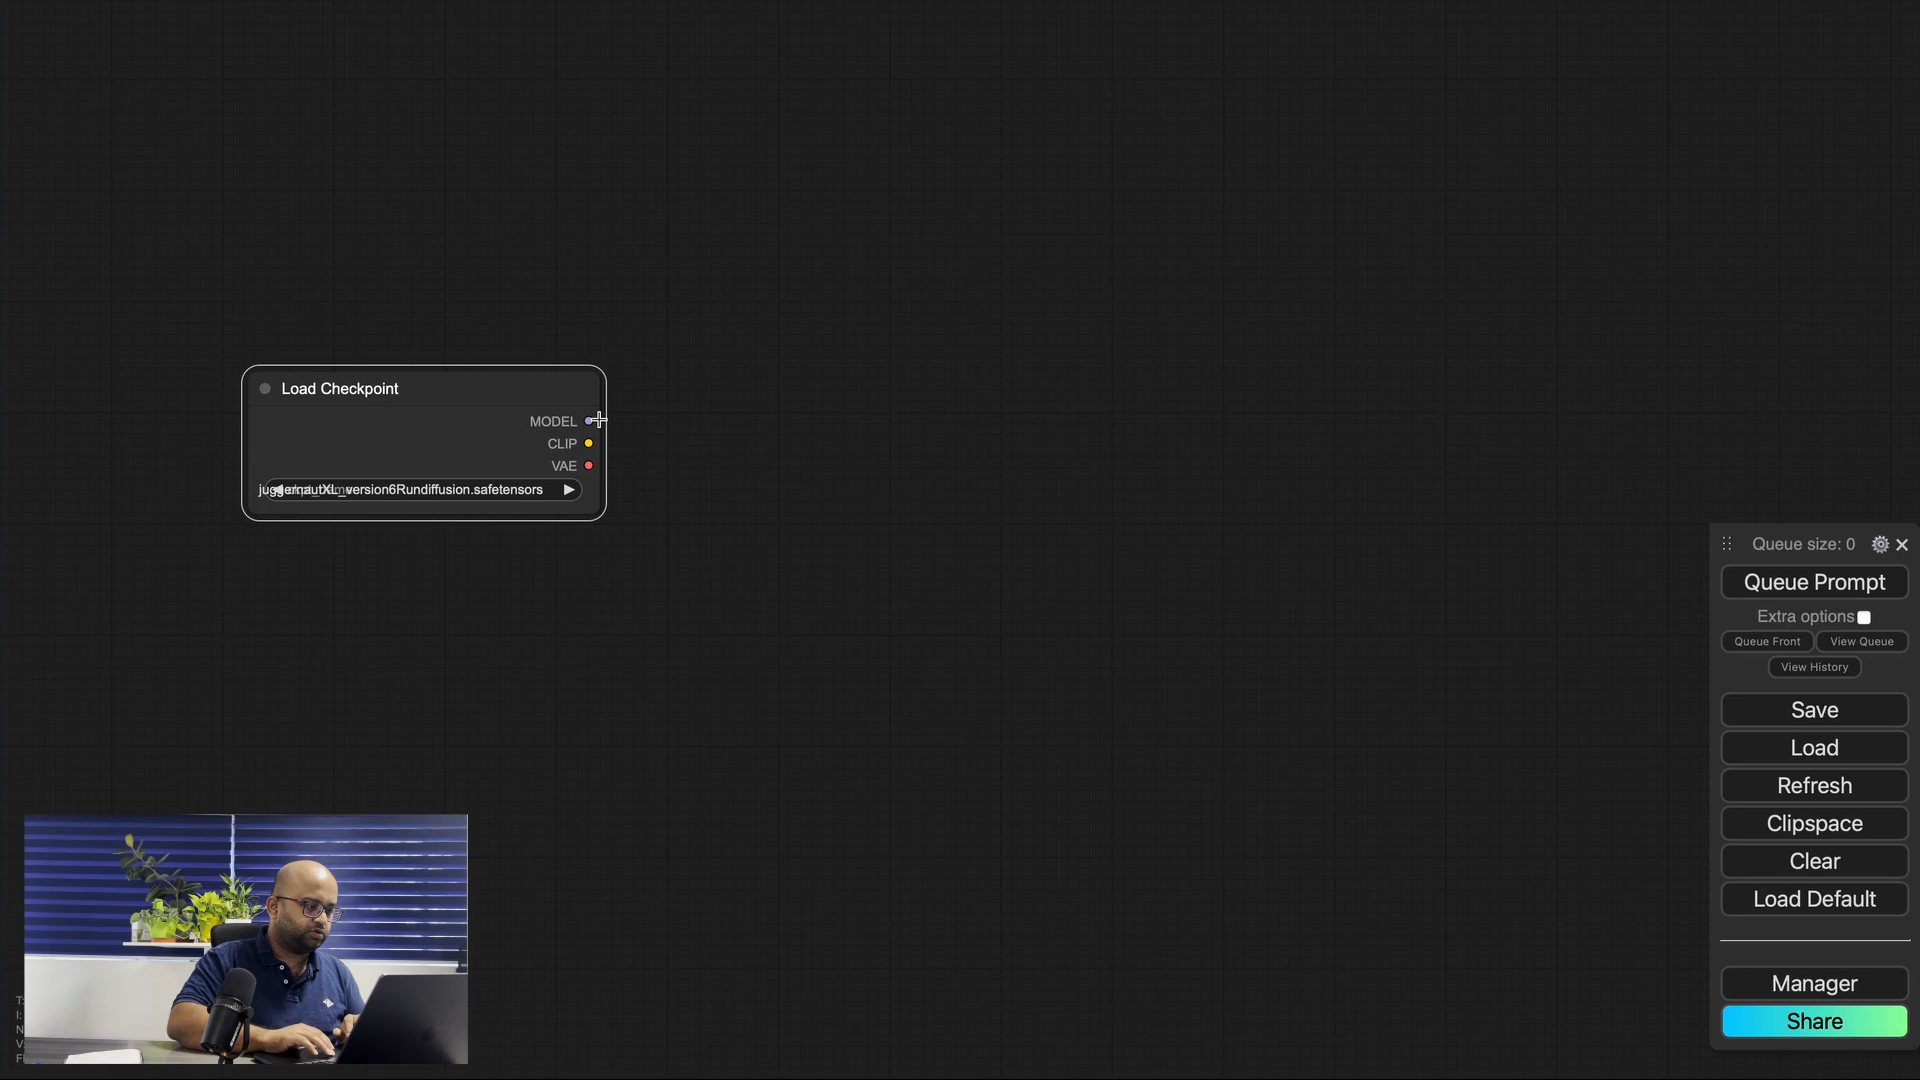 Load Checkpoint
MODEL
CLIP
VAE
juggernautXL_version6Rundiffusion.safetensors
Queue size: 0
Queue Prompt
Extra options
Queue Front
View Queue
View History
Save
Load
Refresh
Clipspace
Clear
Load Default
Manager
Share
T:
I:
N
V:
F